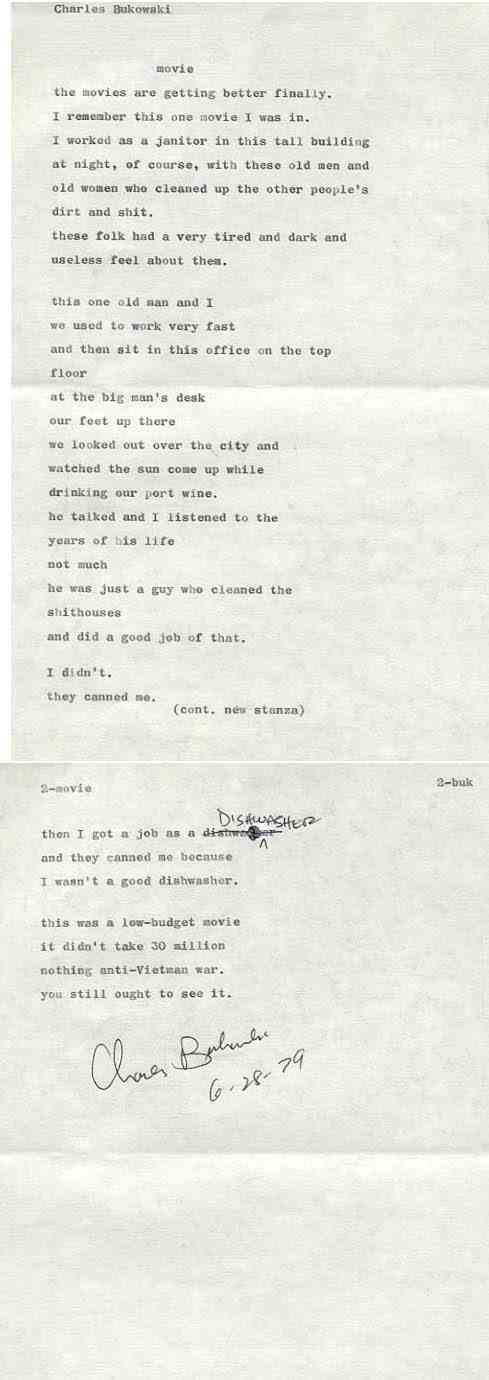 Charles Bukowski
movie
the movies are getting better finally.
I remember this one movie I was in.
I worked as a janitor in this tall building
at night, of course, with these old men and
old women who cleaned up the other people's
dirt and shit.
these folk had a very tired and dark and
useless feel about them.
this one old man and I
we used to work very fast
and then sit in this office on the top
floor
at the big man's desk
our feet up there
we looked out over the city and
watched the sun come up while
drinking our port wine.
he talked and I listened to the
years of his life
not much
he was just a guy who cleaned the
shithouses
and did a good job of that.
I didn't.
they canned me.
(cont. new stanza)
2-movie 2-buk
DISHWASHER
then I got a job as a
and they canned me because
I wasn't a good dishwasher.
this was a low-budget movie
it didn't take 30 million
nothing anti-Vietman war.
you still ought to see it.
Charles Bukowski
6-28-79